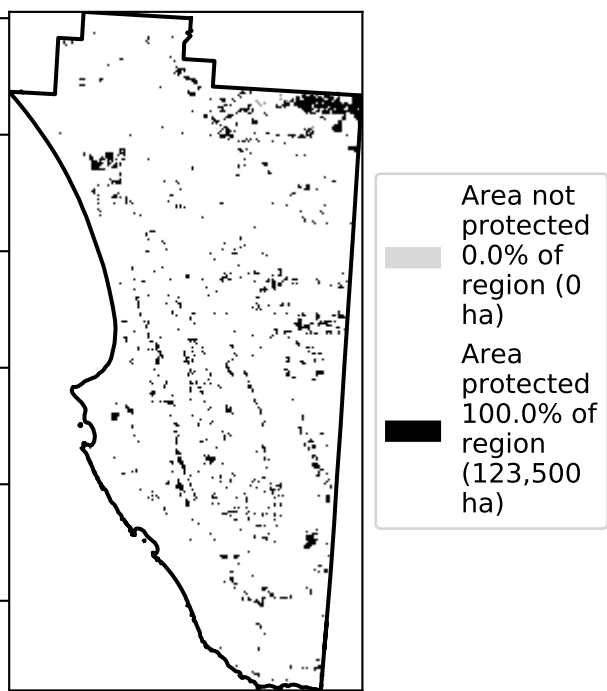 Area not
protected
0.0% of
region (0
ha)
Area
protected
100.0% of
region
(123,500
ha)